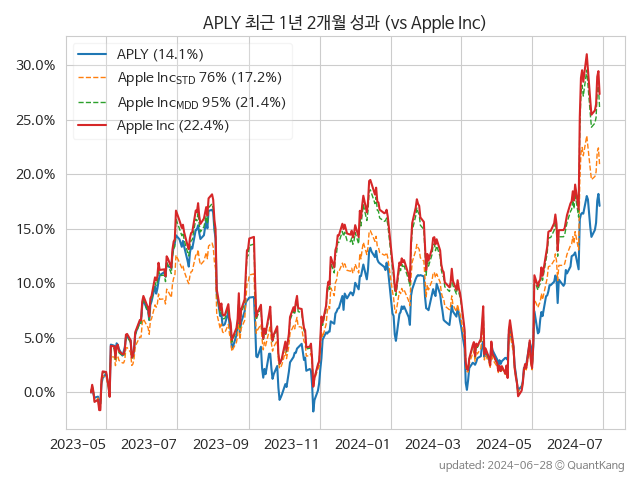 APLY 최근 1년 2개월 성과 (vs Apple Inc)
APLY (14.1%)
Apple Inc_STD 76% (17.2%)
Apple Inc_MDD 95% (21.4%)
Apple Inc (22.4%)
30.0%
25.0%
20.0%
15.0%
10.0%
5.0%
0.0%
2023-05 2023-07 2023-09 2023-11 2024-01 2024-03 2024-05 2024-07
updated: 2024-06-28 © QuantKang